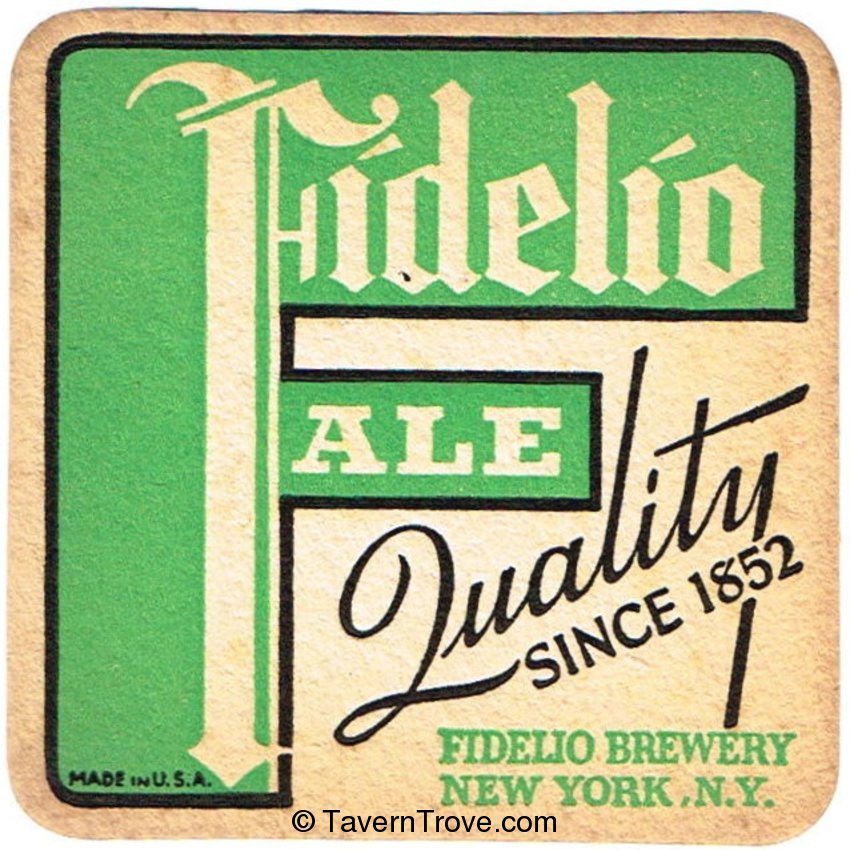 Fidelio
ALE
Quality
SINCE 1852
FIDELIO BREWERY
NEW YORK, N.Y.
MADE IN U.S.A.
© TavernTrove.com